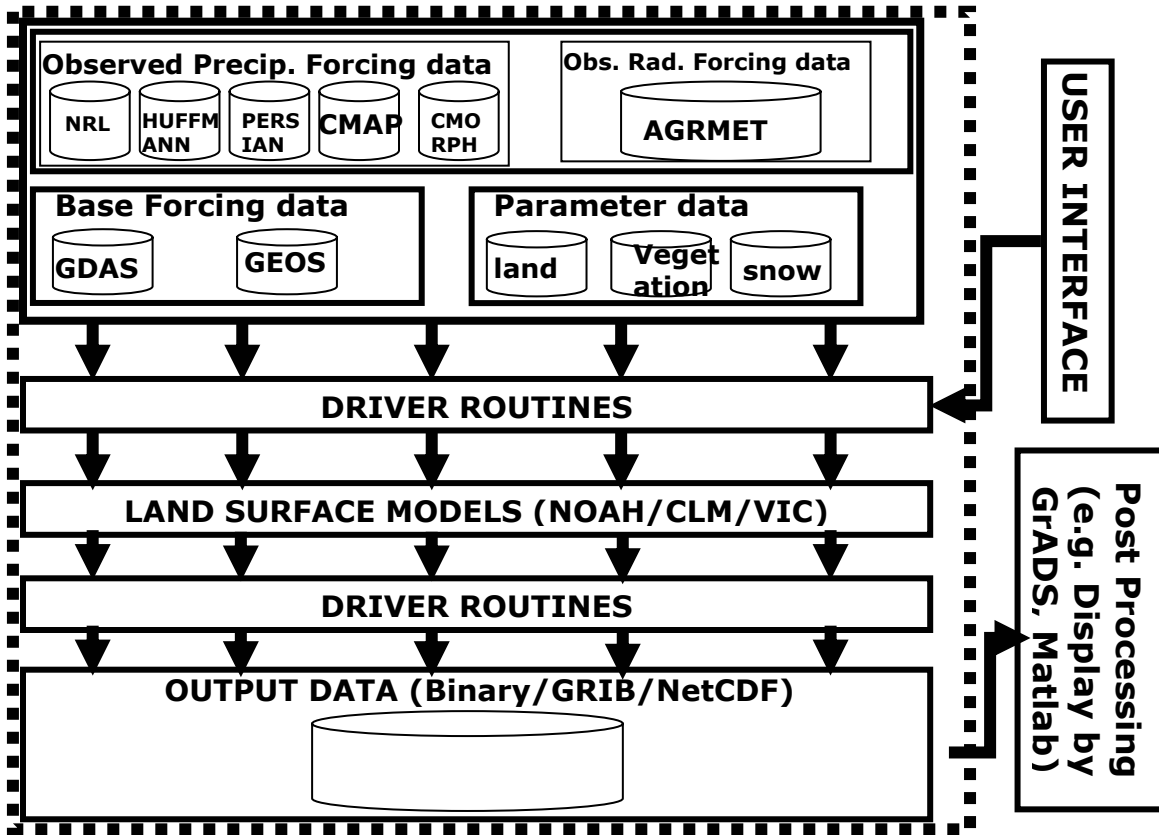 Observed Precip. Forcing data
NRL
HUFFM
ANN
PERS
IAN
CMAP
CMO
RPH
Obs. Rad. Forcing data
AGRMET
Base Forcing data
GDAS
GEOS
Parameter data
land
Veget
ation
snow
USER INTERFACE
DRIVER ROUTINES
LAND SURFACE MODELS (NOAH/CLM/VIC)
DRIVER ROUTINES
OUTPUT DATA (Binary/GRIB/NetCDF)
Post Processing
(e.g. Display by
GrADS, Matlab)